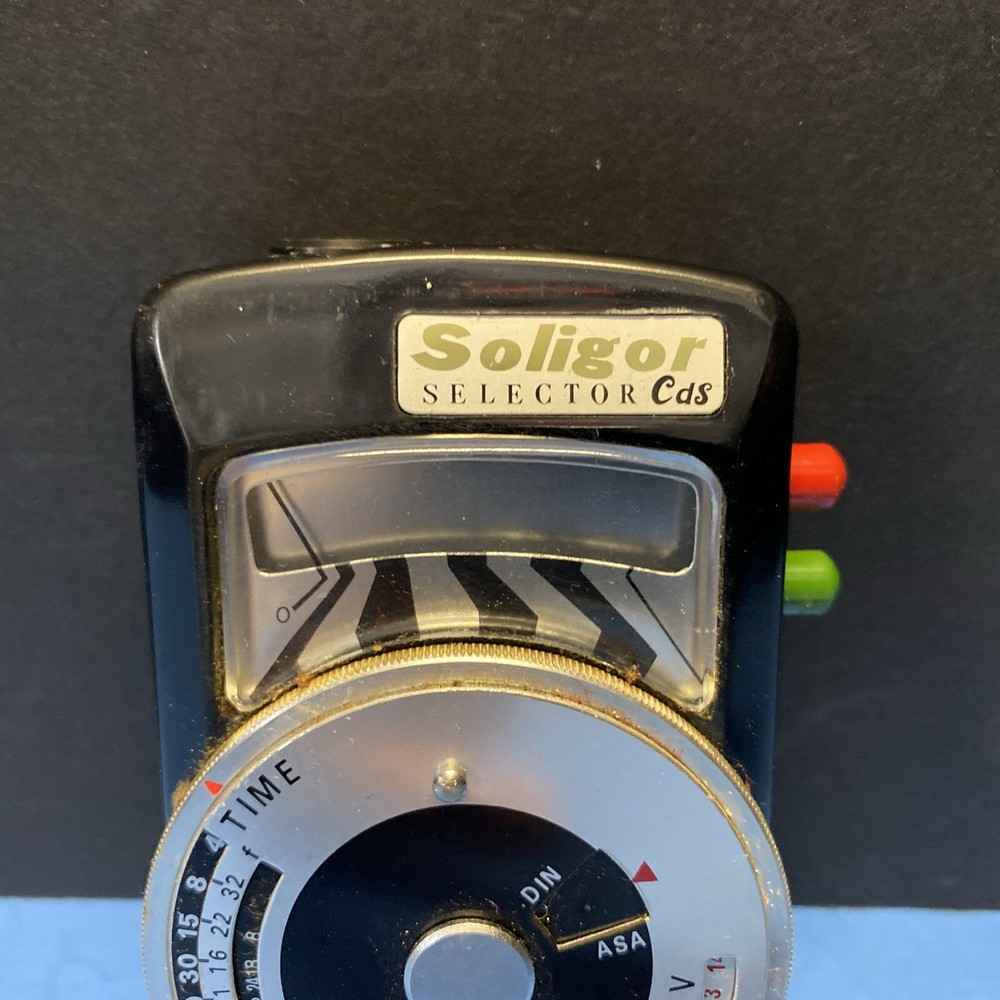 Soligor
SELECTOR CdS
O
TIME
4 8 15 30
f
32 22 16
DIN
ASA
V